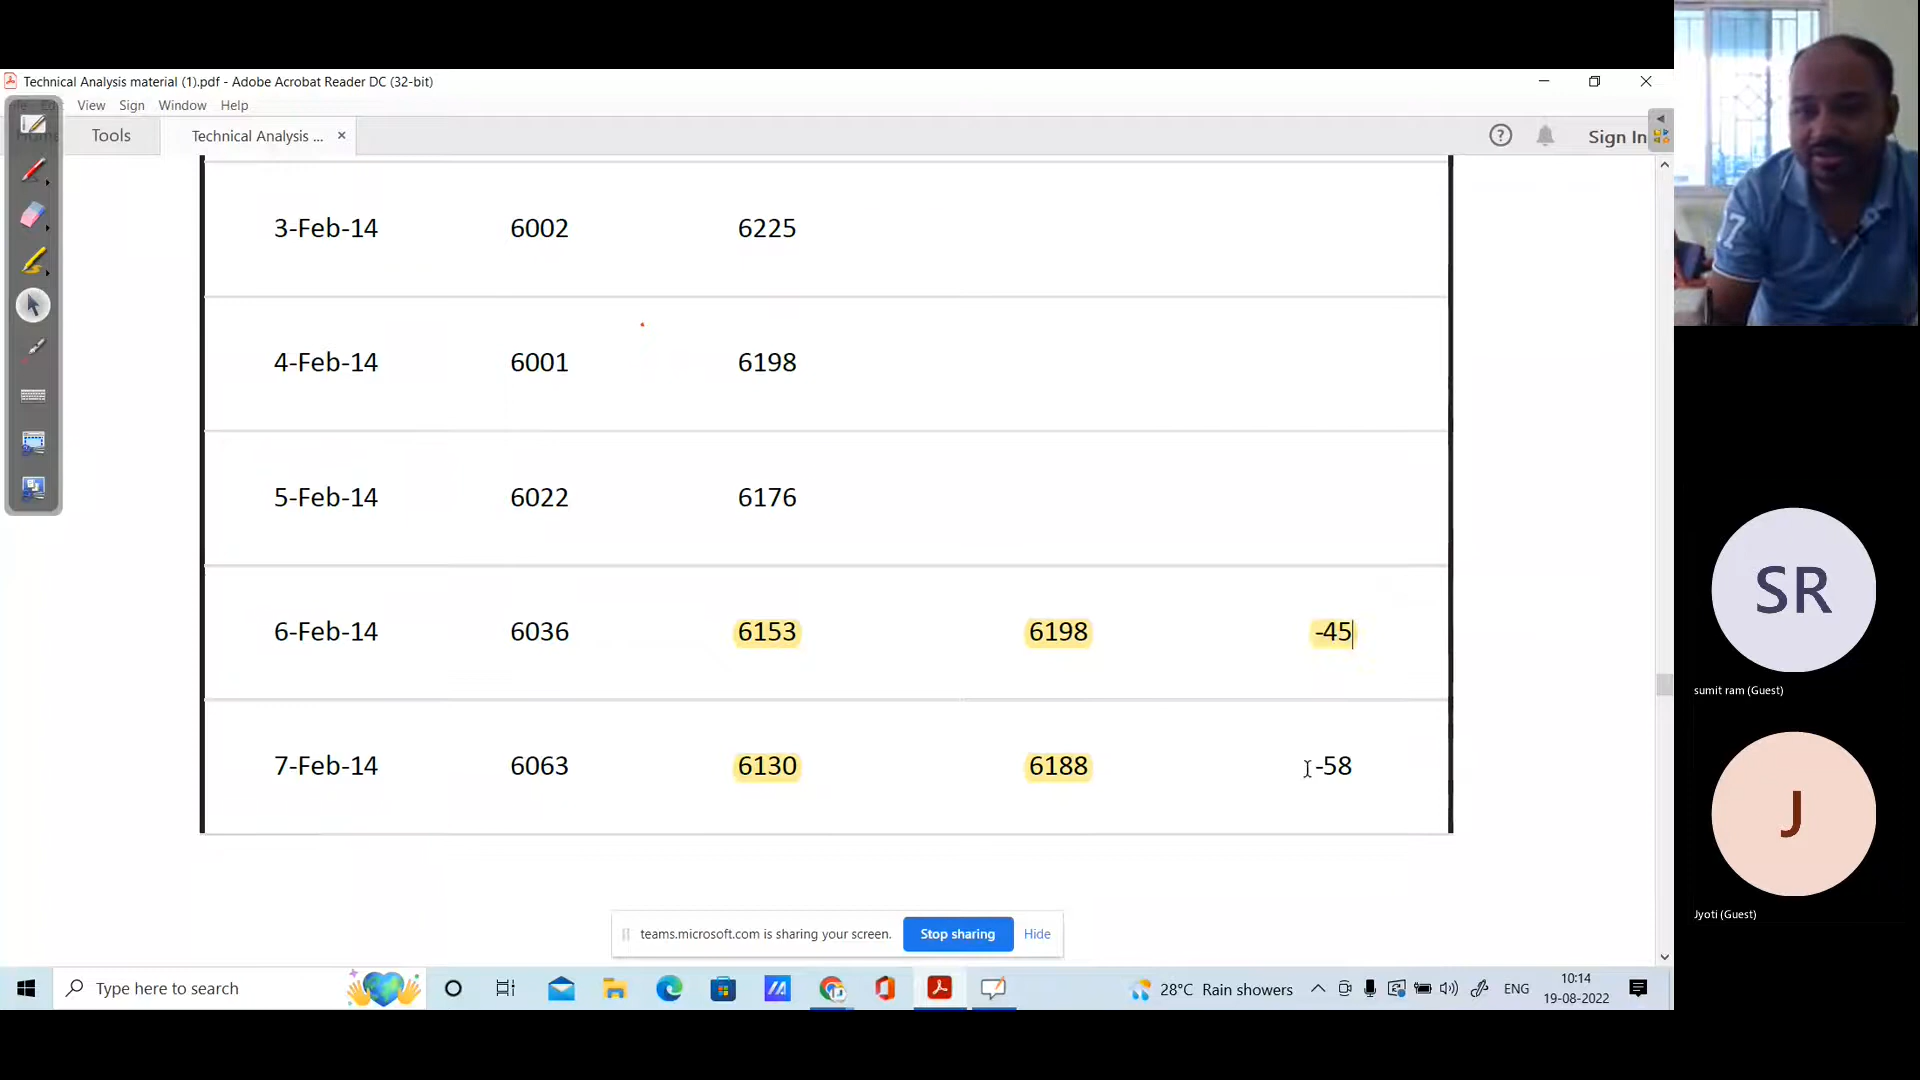 Technical Analysis material (1).pdf - Adobe Acrobat Reader DC (32-bit)
View Sign Window Help
Tools
Technical Analysis ...
Sign In
3-Feb-14 6002 6225
4-Feb-14 6001 6198
5-Feb-14 6022 6176
6-Feb-14 6036 6153 6198 -45
7-Feb-14 6063 6130 6188 -58
teams.microsoft.com is sharing your screen. Stop sharing Hide
Type here to search
28°C Rain showers
ENG
10:14
19-08-2022
7
SR
sumit ram (Guest)
J
Jyoti (Guest)